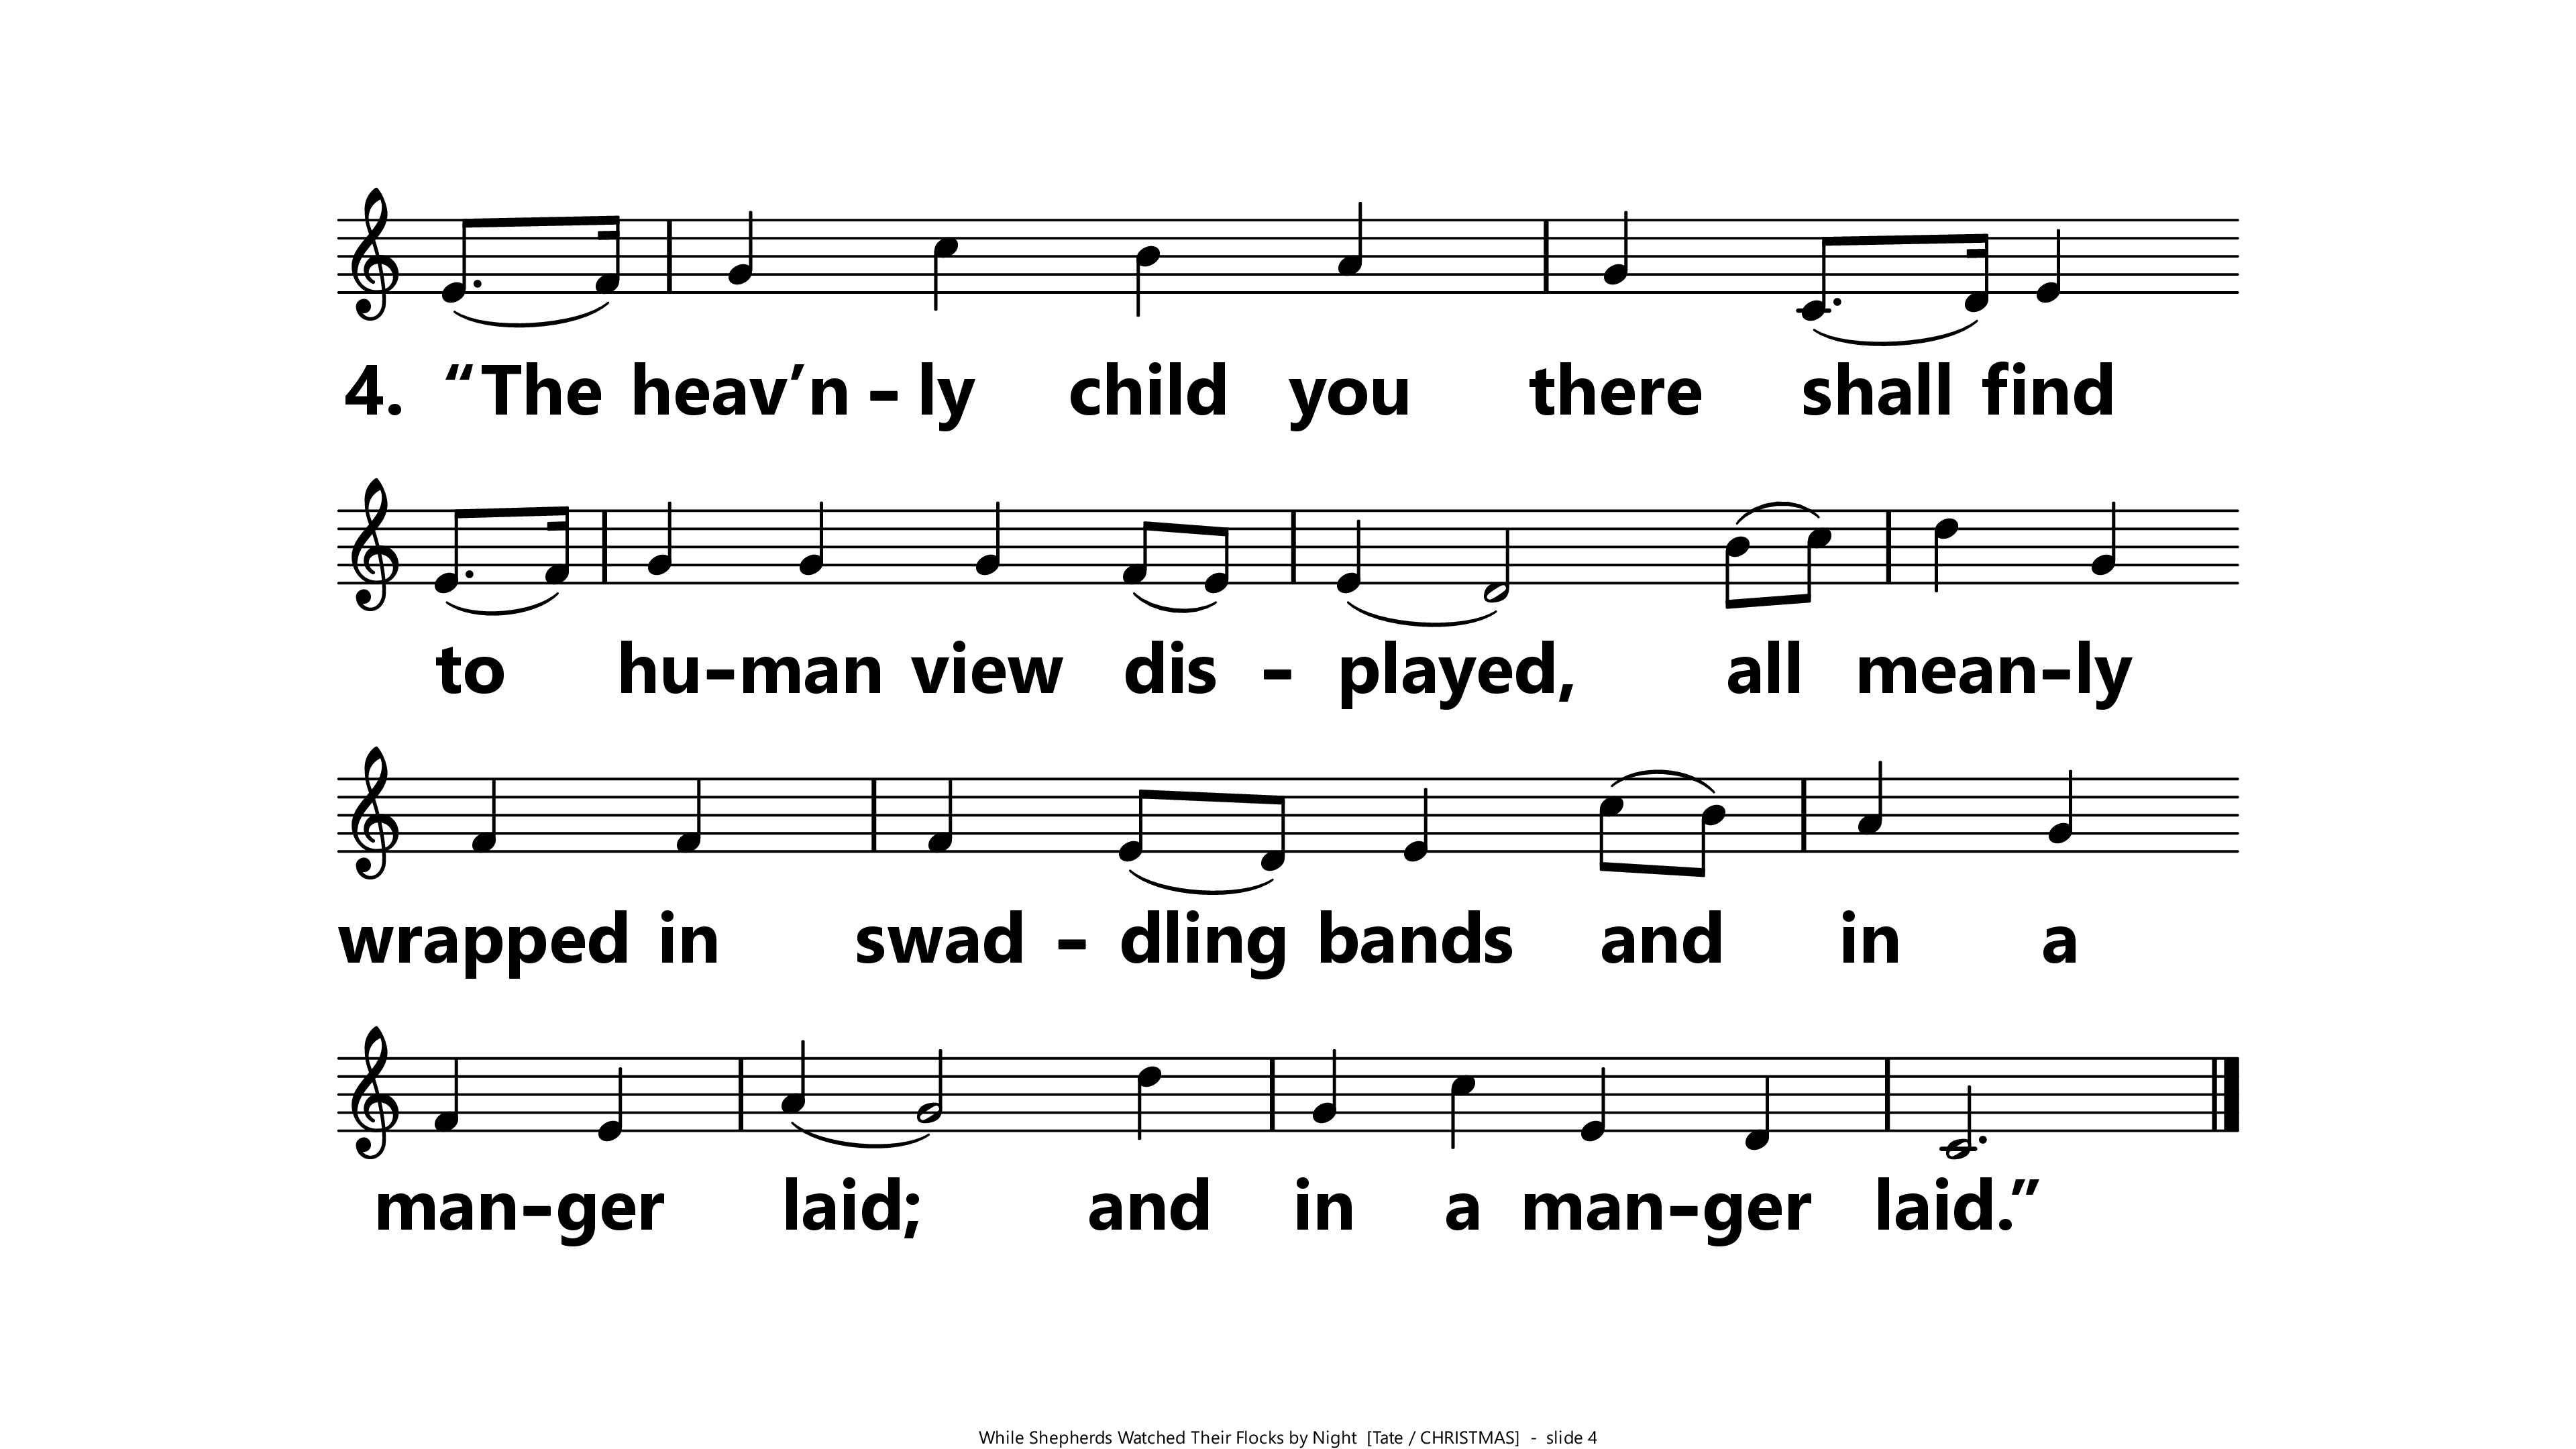 4. “The heav’n - ly child you there shall find
to hu-man view dis - played, all mean-ly
wrapped in swad - dling bands and in a
man-ger laid; and in a man-ger laid.”
While Shepherds Watched Their Flocks by Night [Tate / CHRISTMAS] - slide 4